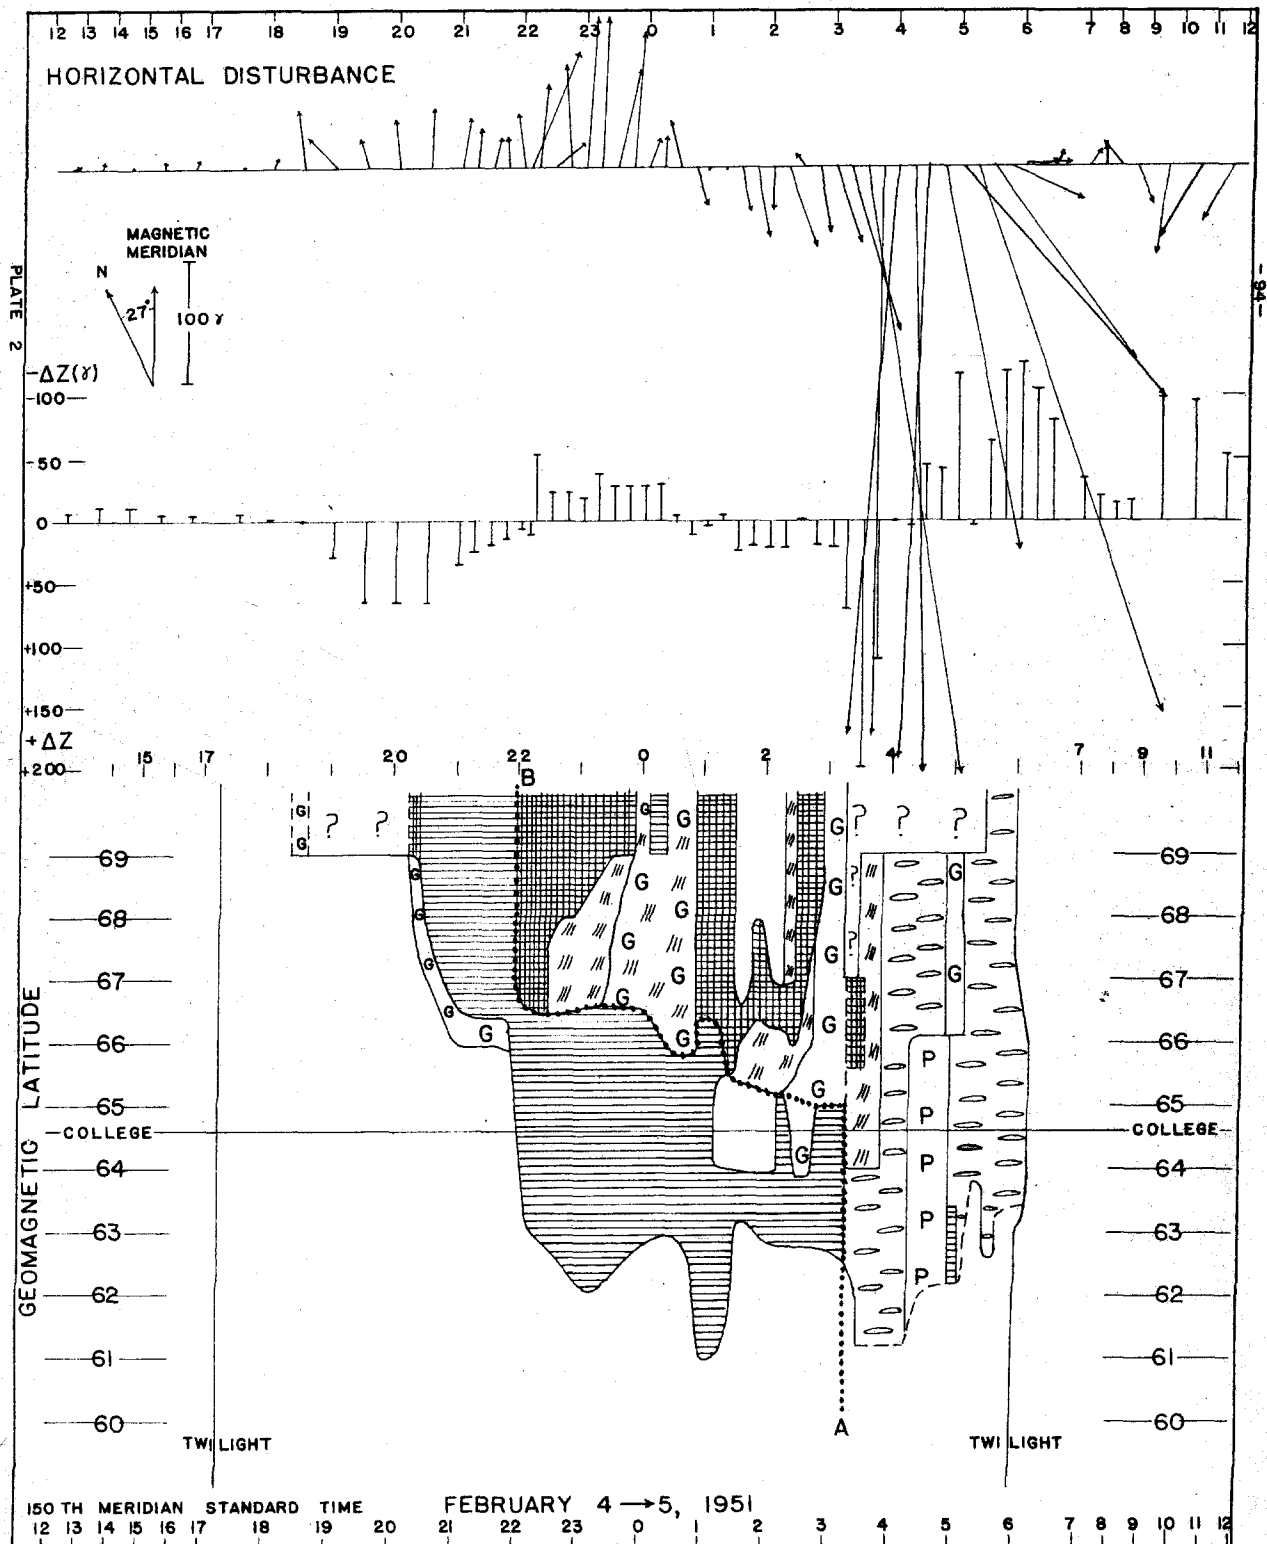 12 13 14 15 16 17 18 19 20 21 22 23 0 1 2 3 4 5 6 7 8 9 10 11 12
HORIZONTAL DISTURBANCE
MAGNETIC
MERIDIAN
N
27°
100 γ
PLATE 2
-94-
-ΔZ(γ)
-100
-50
0
+50
+100
+150
+ΔZ
+200
15 17 20 22 0 2 4 7 9 11
B
G G ? ? G G ? ? ?
G G
69 G ? G 69
G G
68 G G 68
G G ? G
67 G G G 67
G G
66 G G G P 66
65 G P 65
COLLEGE COLLEGE
64 G P 64
63 P 63
62 P 62
61 61
60 A 60
GEOMAGNETIC LATITUDE
TWILIGHT TWILIGHT
150 TH MERIDIAN STANDARD TIME FEBRUARY 4 → 5, 1951
12 13 14 15 16 17 18 19 20 21 22 23 0 1 2 3 4 5 6 7 8 9 10 11 12